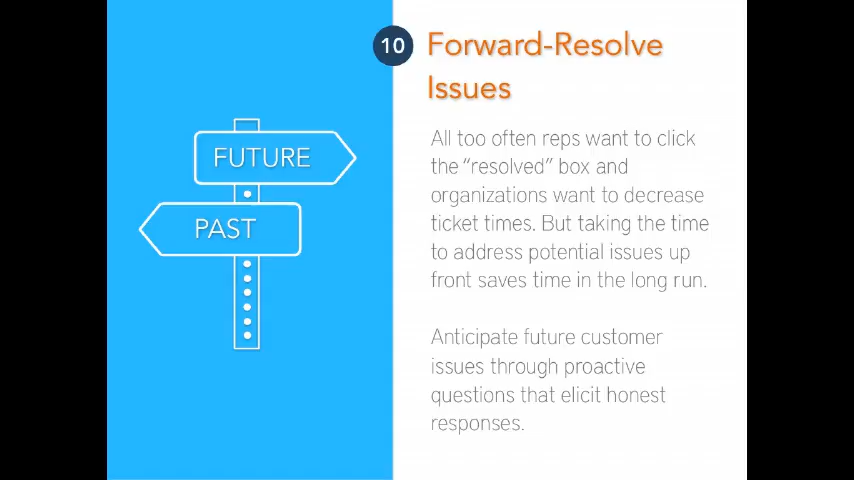 10
Forward-Resolve
Issues
FUTURE
PAST
All too often reps want to click
the “resolved” box and
organizations want to decrease
ticket times. But taking the time
to address potential issues up
front saves time in the long run.
Anticipate future customer
issues through proactive
questions that elicit honest
responses.